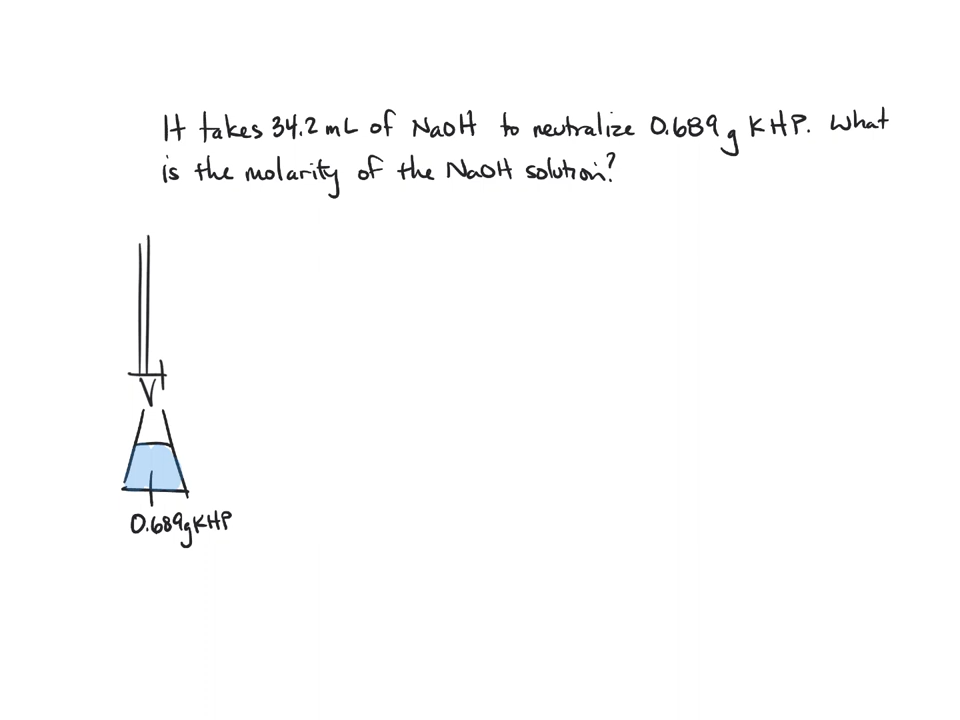 It takes 34.2 mL of NaOH to neutralize 0.689 g KHP. What
is the molarity of the NaOH solution?
0.689g KHP